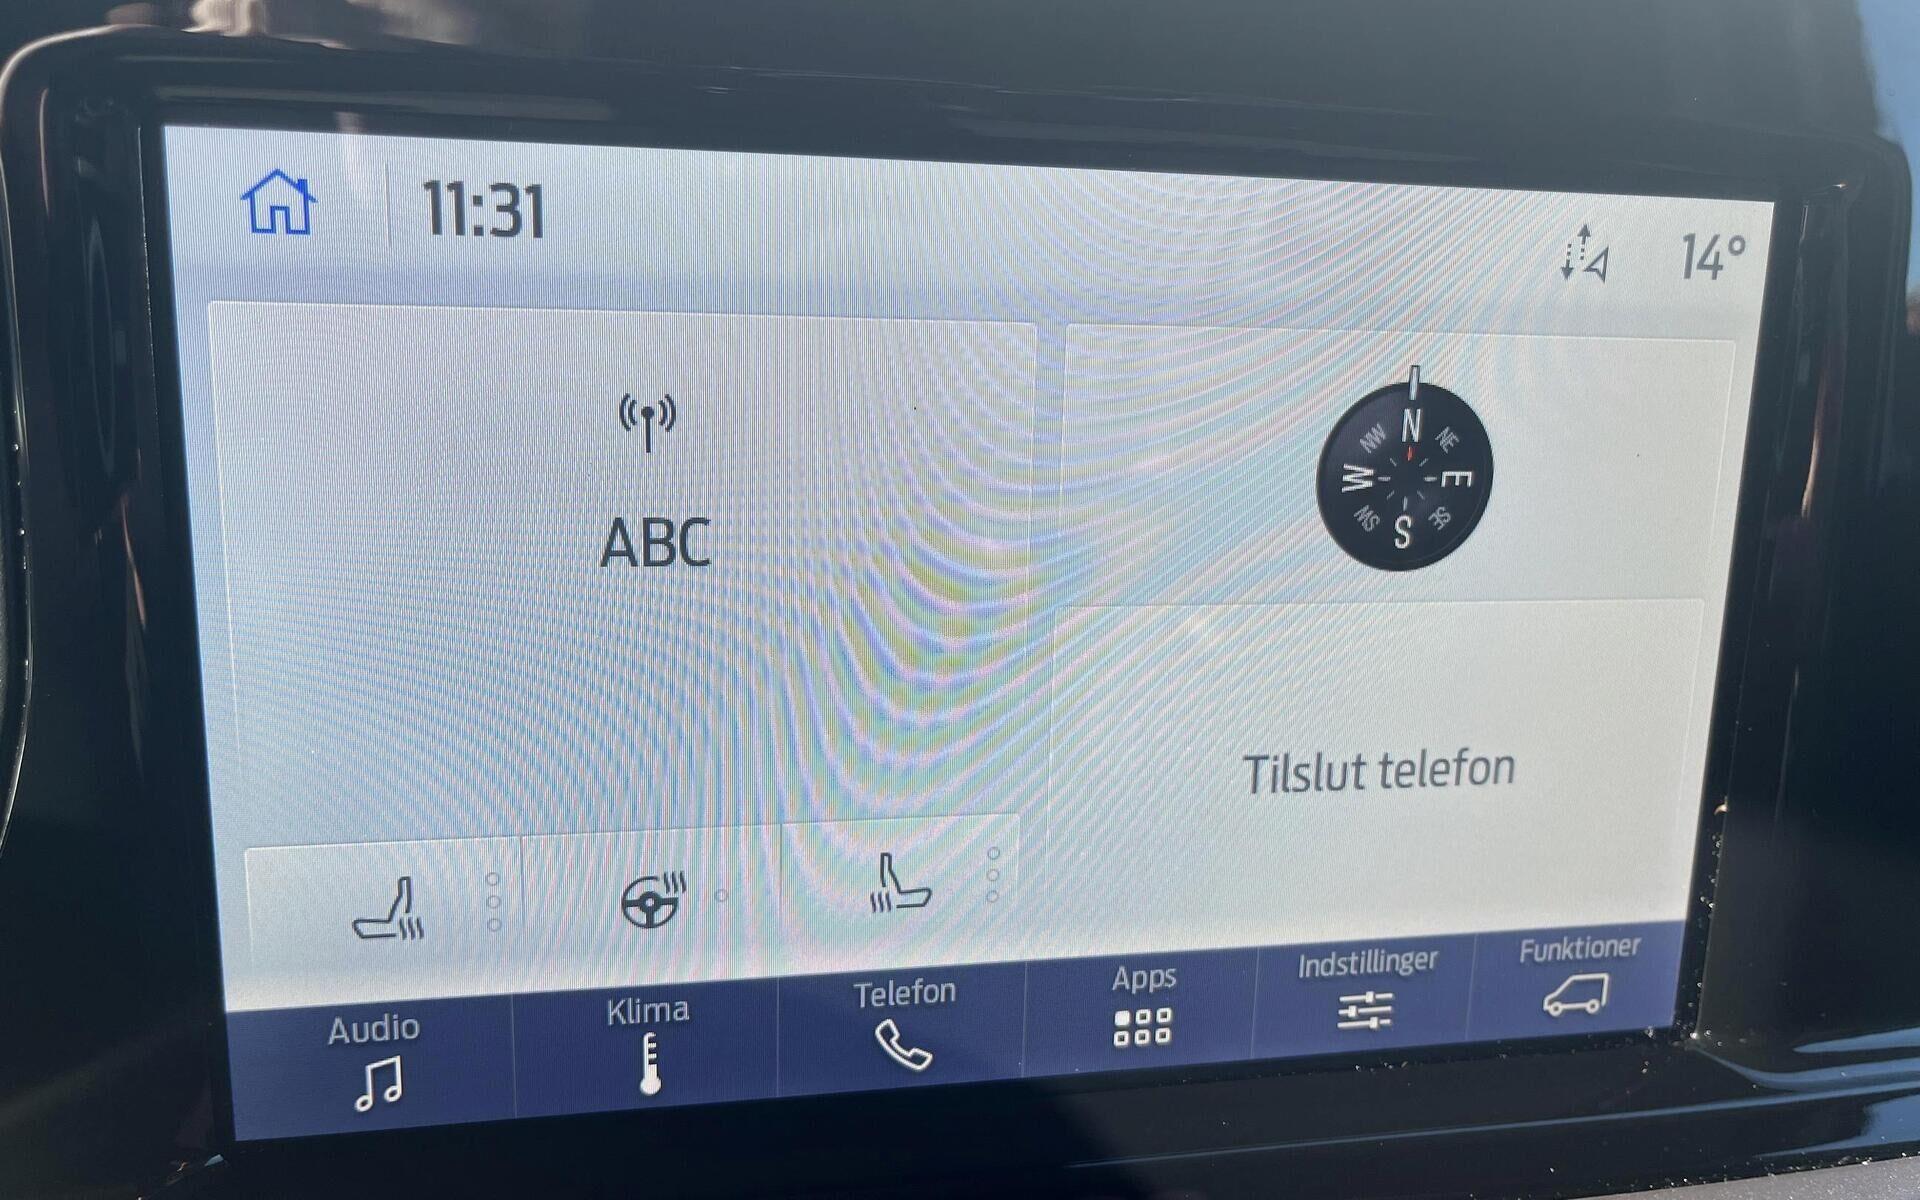 11:31
14°
ABC
N
NE
E
SE
S
SW
W
NW
Tilslut telefon
Audio
Klima
Telefon
Apps
Indstillinger
Funktioner